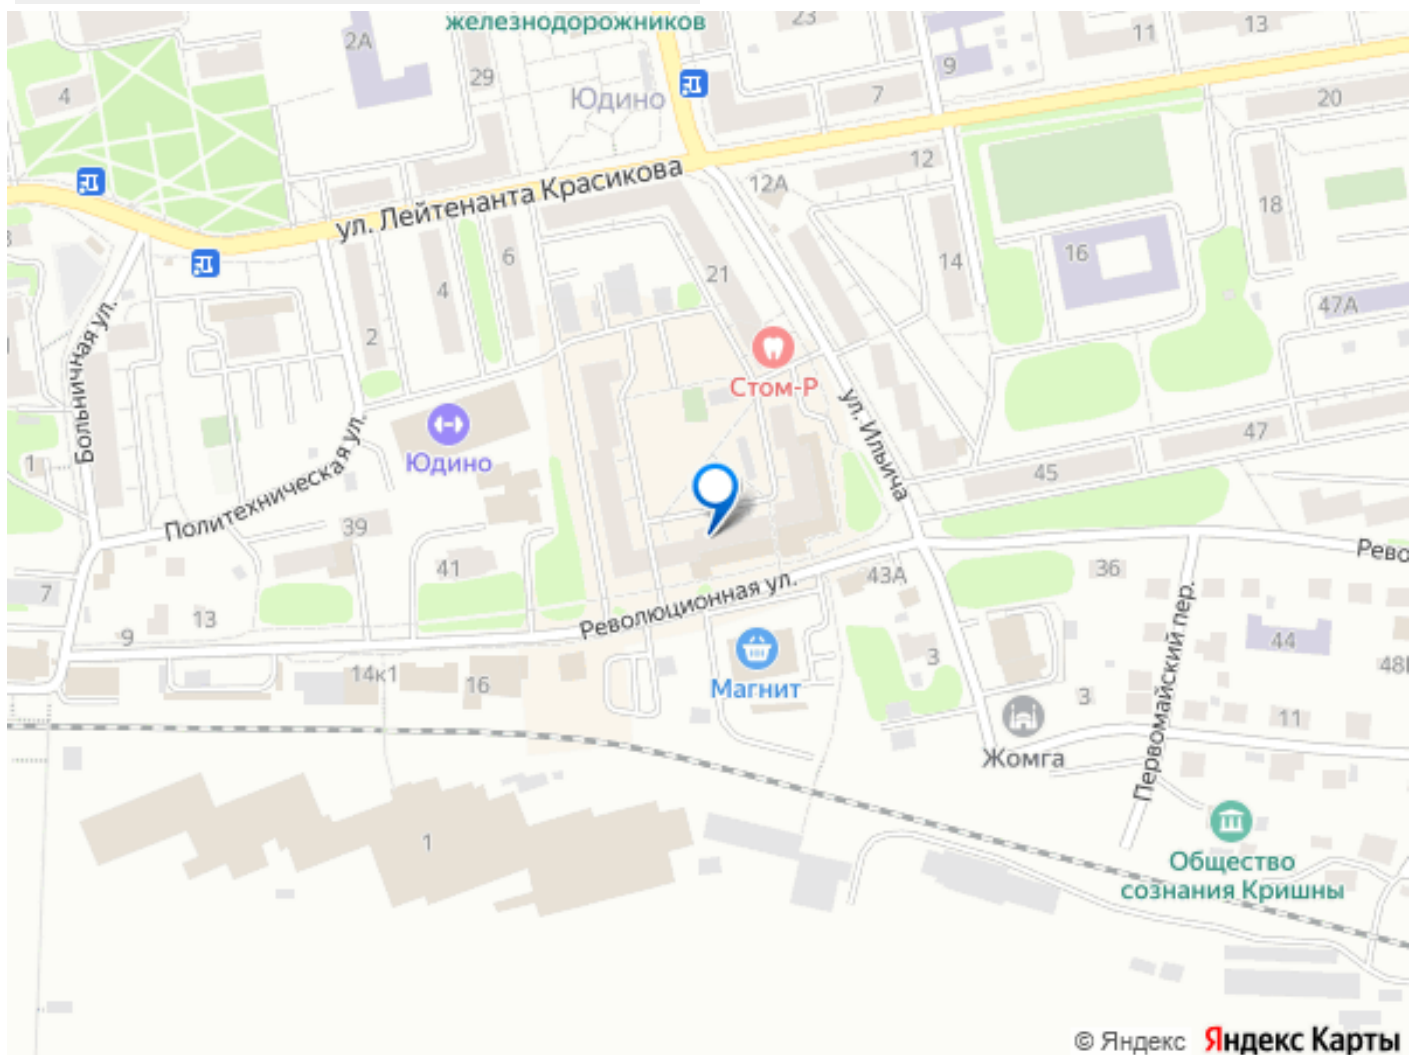 железнодорожников
23
2А
11
13
29
9
4
Юдино
7
20
12
ул. Лейтенанта Красикова
12А
18
6
16
21
14
4
47А
2
Больничная ул.
Стом-Р
ул. Ильича
47
Юдино
1
45
Политехническая ул.
39
41
36
Рево
43А
Революционная ул.
7
13
9
44
3
48
14к1
16
Магнит
3
Первомайский пер.
11
Жомга
1
Общество
сознания Кришны
© Яндекс Яндекс Карты